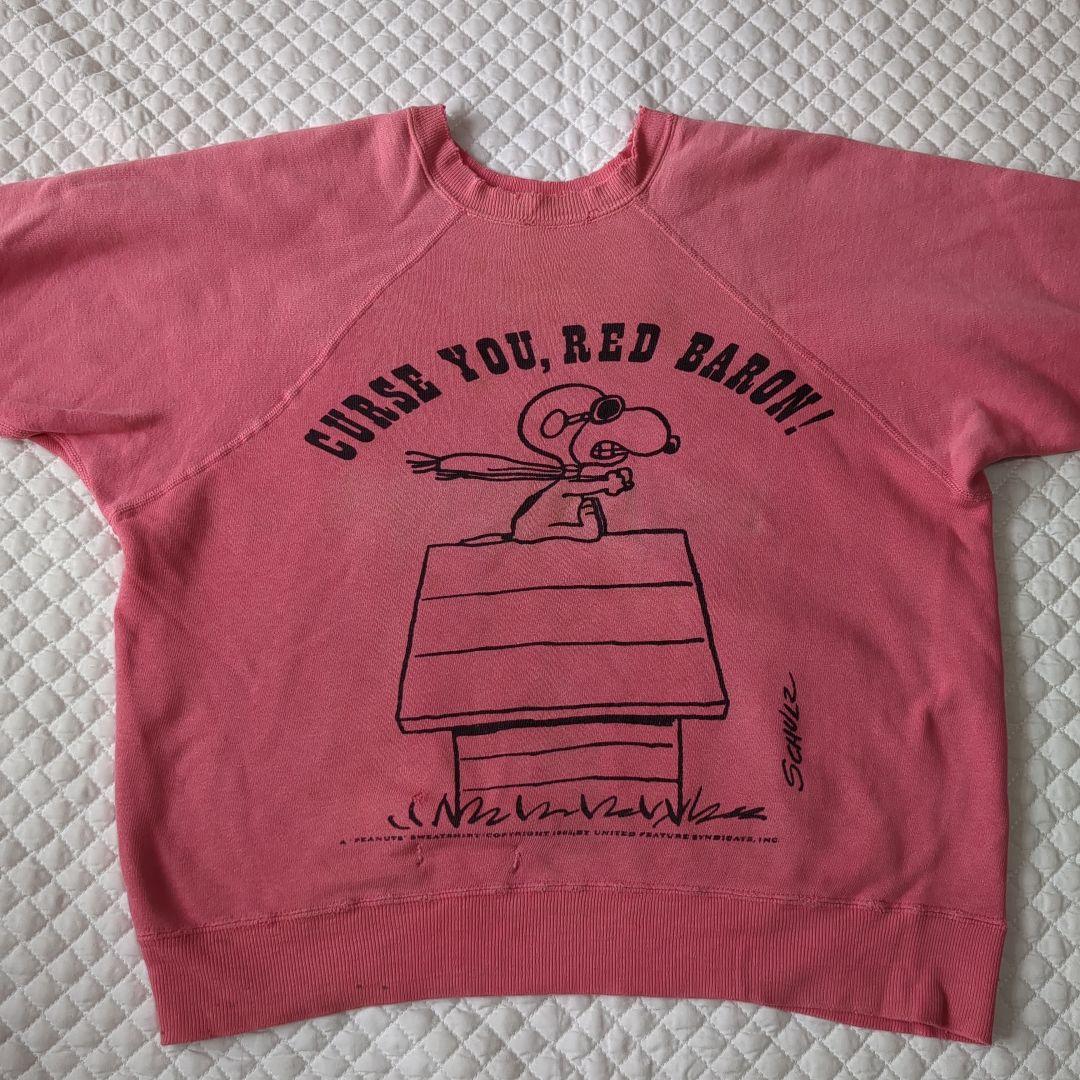 CURSE YOU, RED BARON!
SCHULZ
A "PEANUTS" SWEATSHIRT COPYRIGHT BY UNITED FEATURE SYNDICATE, INC.